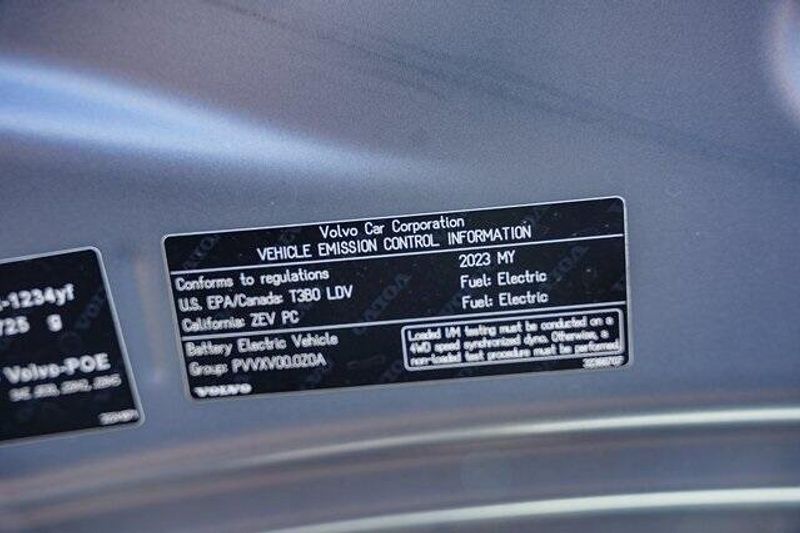 -1234yf
725 g
Volvo-POE
Volvo Car Corporation
VEHICLE EMISSION CONTROL INFORMATION
Conforms to regulations 2023 MY
U.S. EPA/Canada: T3B0 LDV Fuel: Electric
California: ZEV PC Fuel: Electric
Battery Electric Vehicle
Group: PVVXV00.0Z0A
Loaded I/M testing must be conducted on a
4WD speed synchronized dyno. Otherwise, a
non-loaded test procedure must be performed
VOLVO